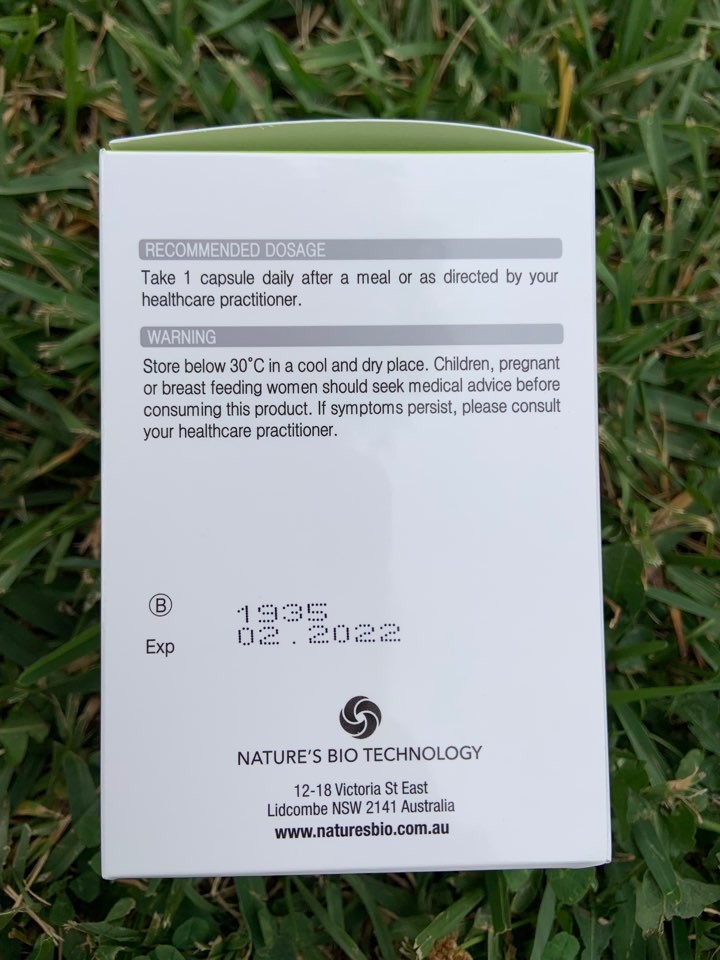 RECOMMENDED DOSAGE
Take 1 capsule daily after a meal or as directed by your
healthcare practitioner.
WARNING
Store below 30°C in a cool and dry place. Children, pregnant
or breast feeding women should seek medical advice before
consuming this product. If symptoms persist, please consult
your healthcare practitioner.
Ⓑ 1935
Exp 02.2022
NATURE'S BIO TECHNOLOGY
12-18 Victoria St East
Lidcombe NSW 2141 Australia
www.naturesbio.com.au